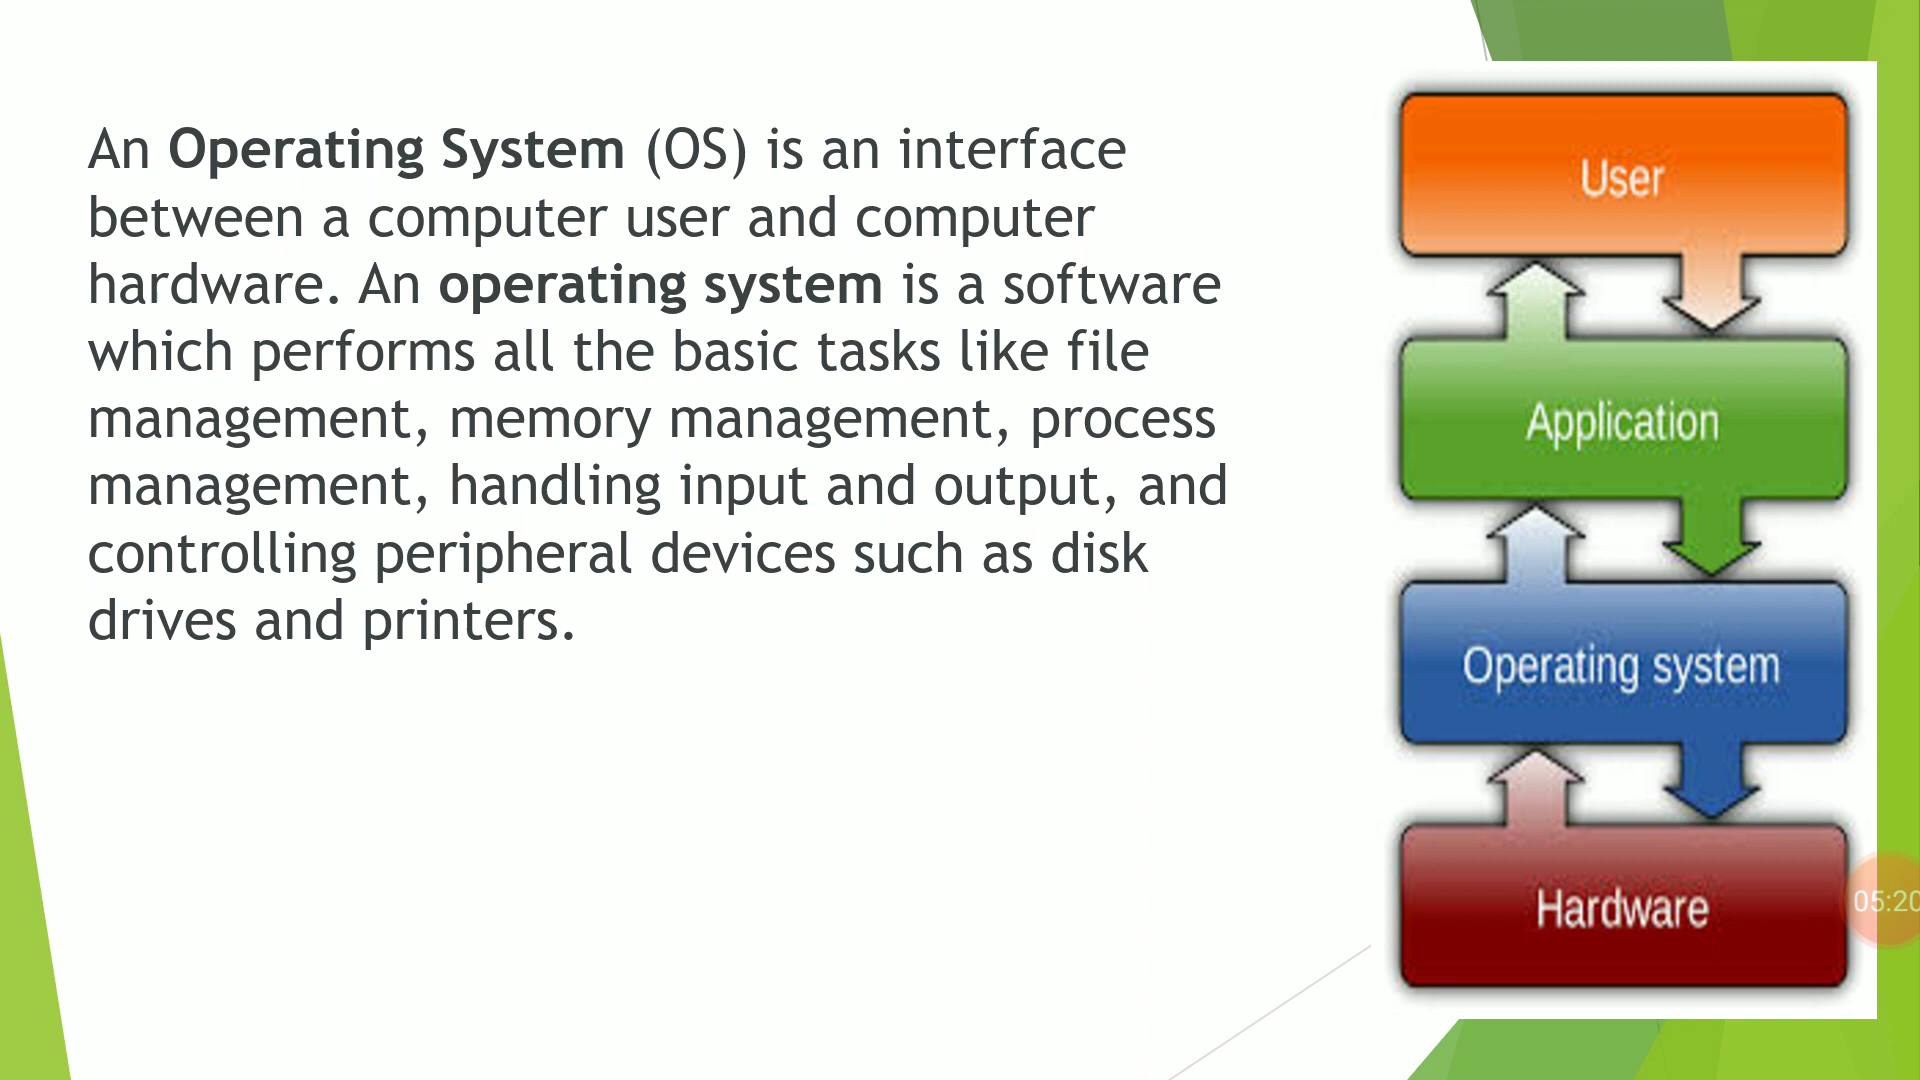 An Operating System (OS) is an interface
between a computer user and computer
hardware. An operating system is a software
which performs all the basic tasks like file
management, memory management, process
management, handling input and output, and
controlling peripheral devices such as disk
drives and printers.
User
Application
Operating system
Hardware
05:20